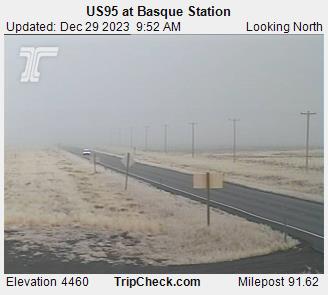 US95 at Basque Station
Updated: Dec 29 2023 9:52 AM Looking North
Elevation 4460 TripCheck.com Milepost 91.62